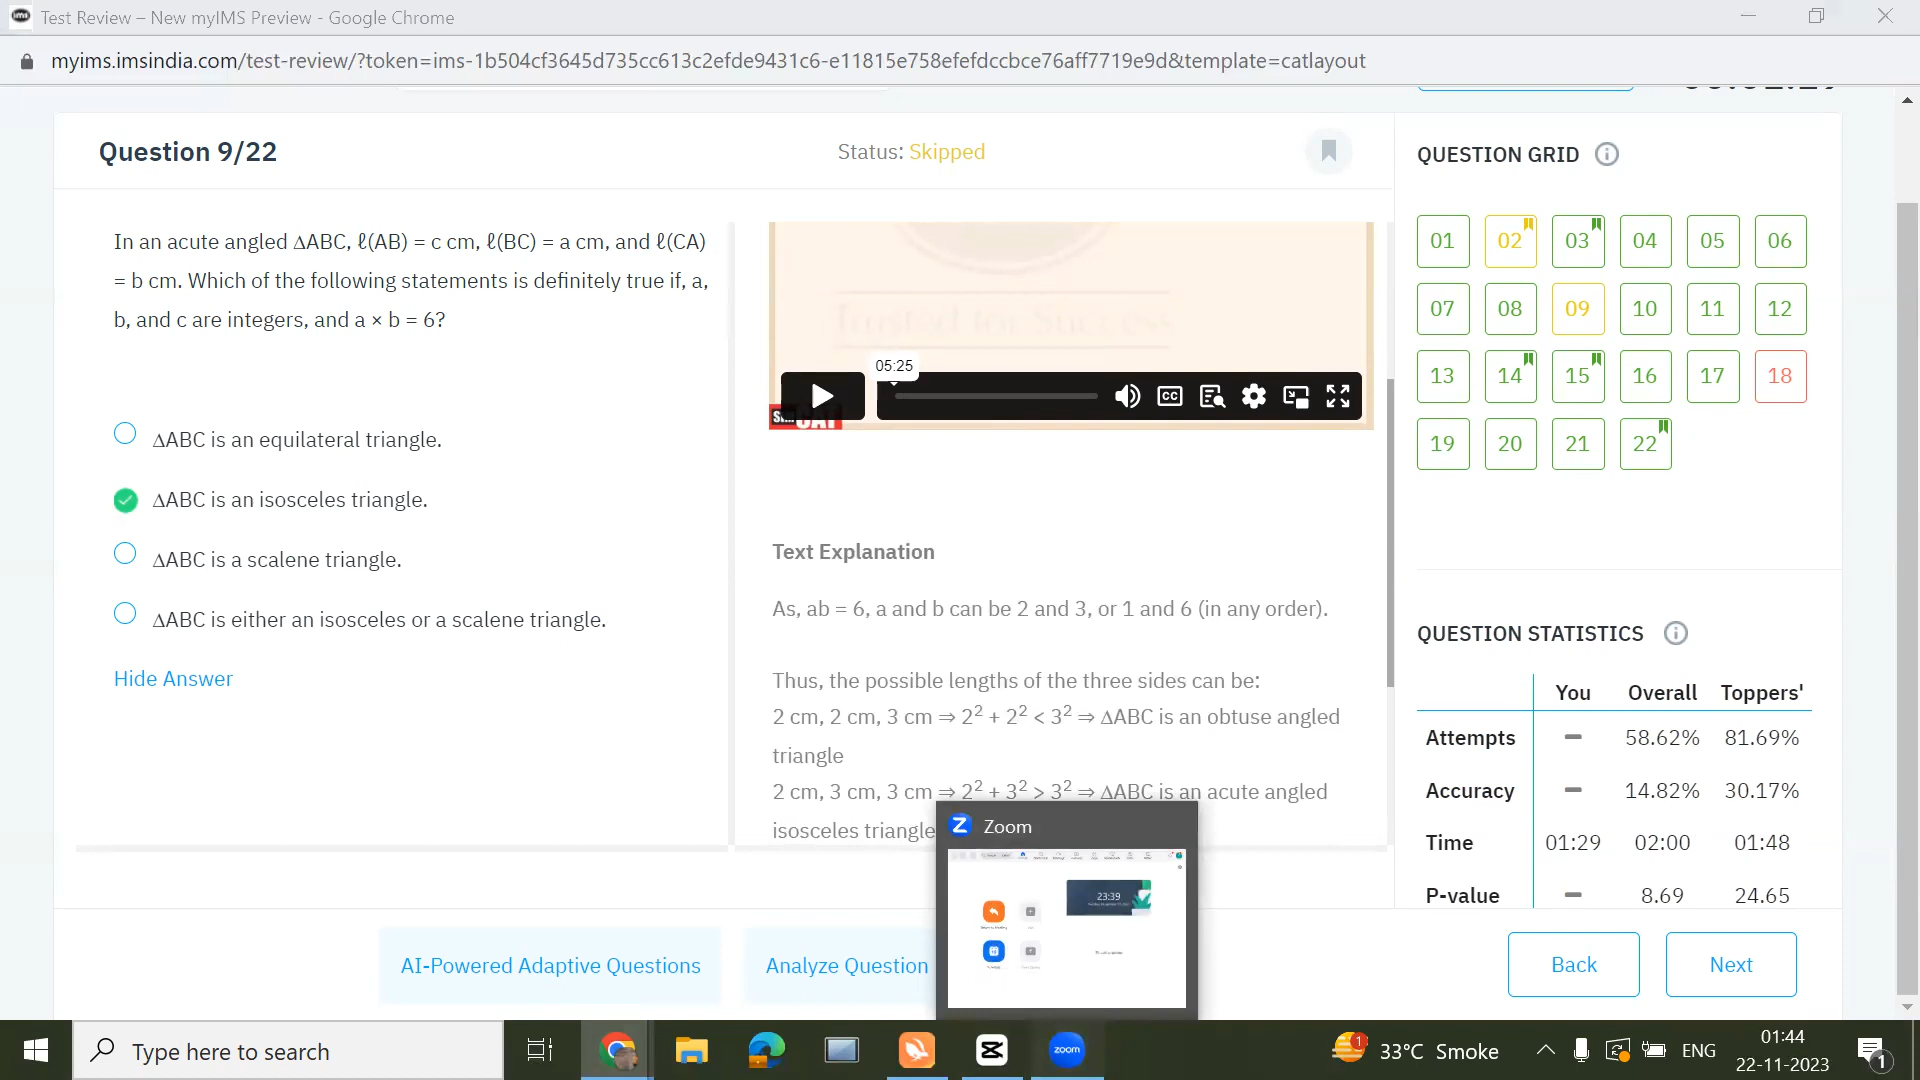 Test Review – New myIMS Preview - Google Chrome
myims.imsindia.com/test-review/?token=ims-1b504cf3645d735cc613c2efde9431c6-e11815e758efefdccbce76aff7719e9d&template=catlayout
Question 9/22
Status: Skipped
In an acute angled ΔABC, ℓ(AB) = c cm, ℓ(BC) = a cm, and ℓ(CA)
= b cm. Which of the following statements is definitely true if, a,
b, and c are integers, and a × b = 6?
ΔABC is an equilateral triangle.
ΔABC is an isosceles triangle.
ΔABC is a scalene triangle.
ΔABC is either an isosceles or a scalene triangle.
Hide Answer
Trusted for Success
05:25
CC
Text Explanation
As, ab = 6, a and b can be 2 and 3, or 1 and 6 (in any order).
Thus, the possible lengths of the three sides can be:
2 cm, 2 cm, 3 cm ⇒ 2² + 2² < 3² ⇒ ΔABC is an obtuse angled
triangle
2 cm, 3 cm, 3 cm ⇒ 2² + 3² > 3² ⇒ ΔABC is an acute angled
isosceles triangle
QUESTION GRID
01 02 03 04 05 06
07 08 09 10 11 12
13 14 15 16 17 18
19 20 21 22
QUESTION STATISTICS
You Overall Toppers'
Attempts – 58.62% 81.69%
Accuracy – 14.82% 30.17%
Time 01:29 02:00 01:48
P-value – 8.69 24.65
AI-Powered Adaptive Questions
Analyze Question
Back
Next
Zoom
23:39
Type here to search
zoom
1
33°C Smoke
ENG
01:44
22-11-2023
1